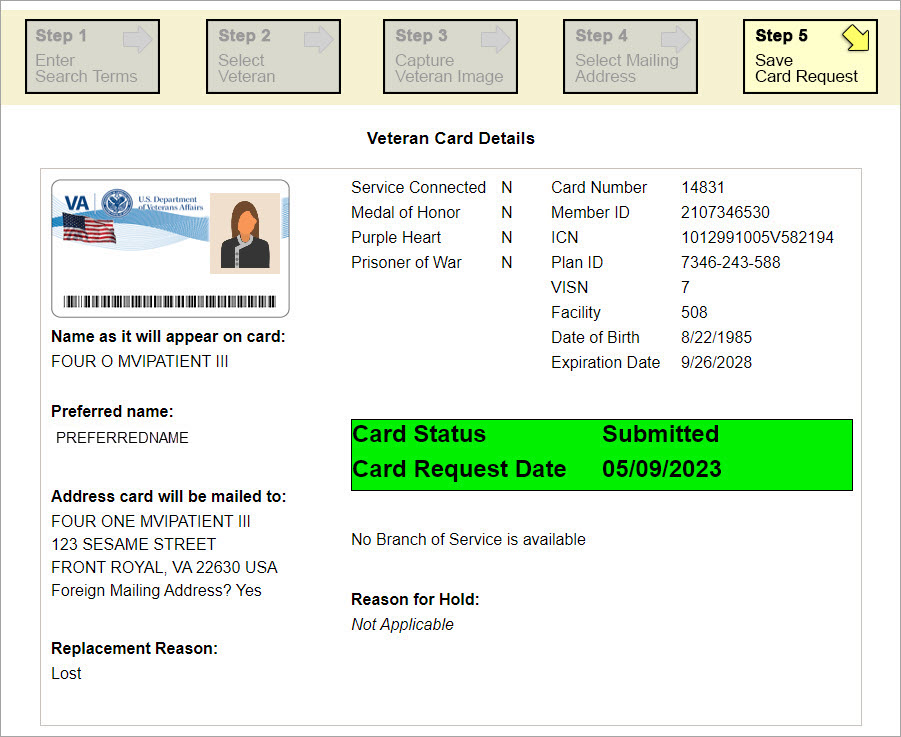 Step 1
Enter
Search Terms
Step 2
Select
Veteran
Step 3
Capture
Veteran Image
Step 4
Select Mailing
Address
Step 5
Save
Card Request
Veteran Card Details
VA
U.S. Department
of Veterans Affairs
Name as it will appear on card:
FOUR O MVIPATIENT III
Preferred name:
PREFERREDNAME
Address card will be mailed to:
FOUR ONE MVIPATIENT III
123 SESAME STREET
FRONT ROYAL, VA 22630 USA
Foreign Mailing Address? Yes
Replacement Reason:
Lost
Service Connected N
Medal of Honor N
Purple Heart N
Prisoner of War N
Card Number 14831
Member ID 2107346530
ICN 1012991005V582194
Plan ID 7346-243-588
VISN 7
Facility 508
Date of Birth 8/22/1985
Expiration Date 9/26/2028
Card Status Submitted
Card Request Date 05/09/2023
No Branch of Service is available
Reason for Hold:
Not Applicable